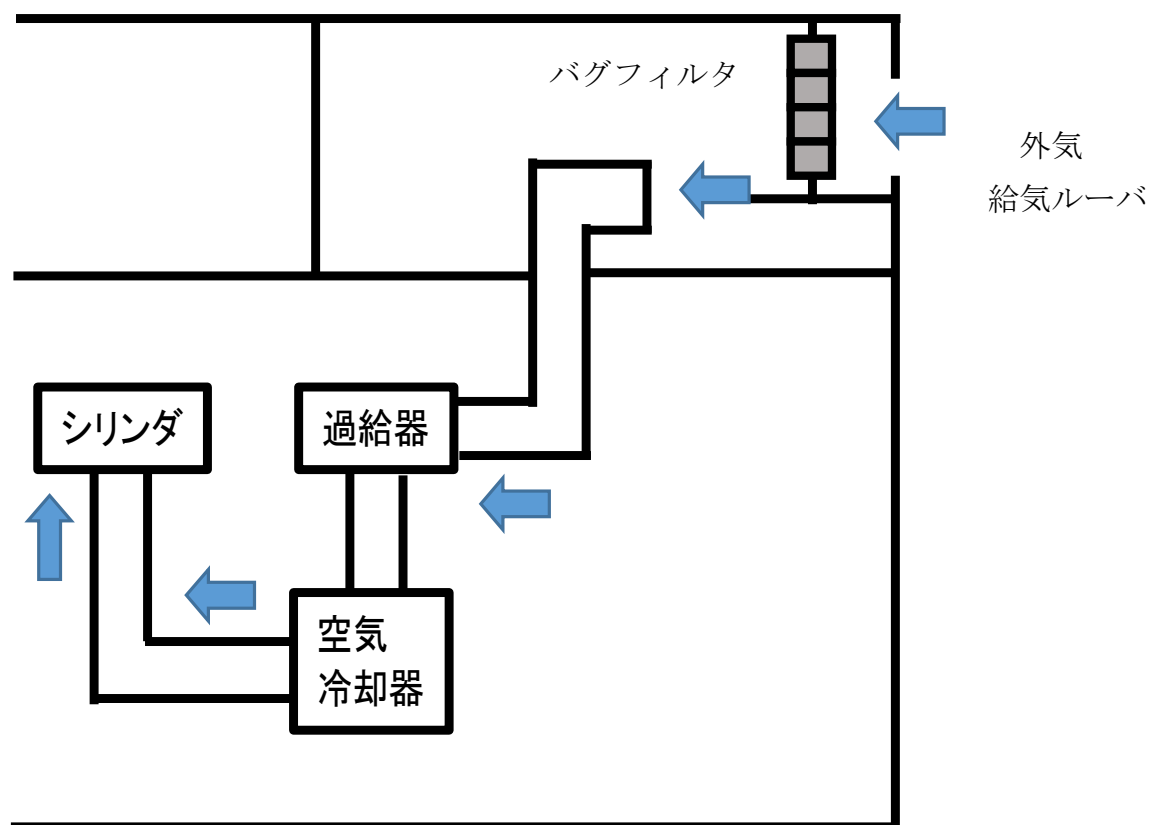 バグフィルタ
外気
給気ルーバ
シリンダ
過給器
空気
冷却器